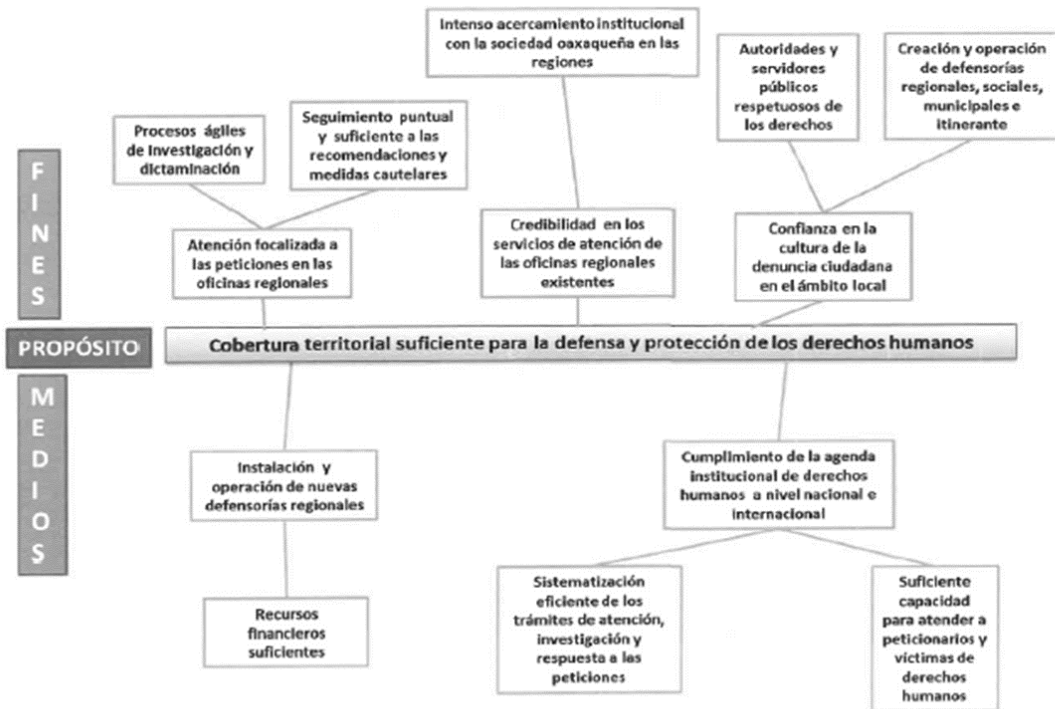 Intenso acercamiento institucional
con la sociedad oaxaqueña en las
regiones
Autoridades y
servidores
públicos
respetuosos de
los derechos
Creación y operación
de defensorías
regionales, sociales,
municipales e
itinerante
Procesos ágiles
de investigación y
dictaminación
Seguimiento puntual
y suficiente a las
recomendaciones y
medidas cautelares
FINES
Atención focalizada a
las peticiones en las
oficinas regionales
Credibilidad en los
servicios de atención de
las oficinas regionales
existentes
Confianza en la
cultura de la
denuncia ciudadana
en el ámbito local
PROPÓSITO
Cobertura territorial suficiente para la defensa y protección de los derechos humanos
MEDIOS
Instalación y
operación de nuevas
defensorías regionales
Cumplimiento de la agenda
institucional de derechos
humanos a nivel nacional e
internacional
Recursos
financieros
suficientes
Sistematización
eficiente de los
trámites de atención,
investigación y
respuesta a las
peticiones
Suficiente
capacidad
para atender a
peticionarios y
víctimas de
derechos
humanos